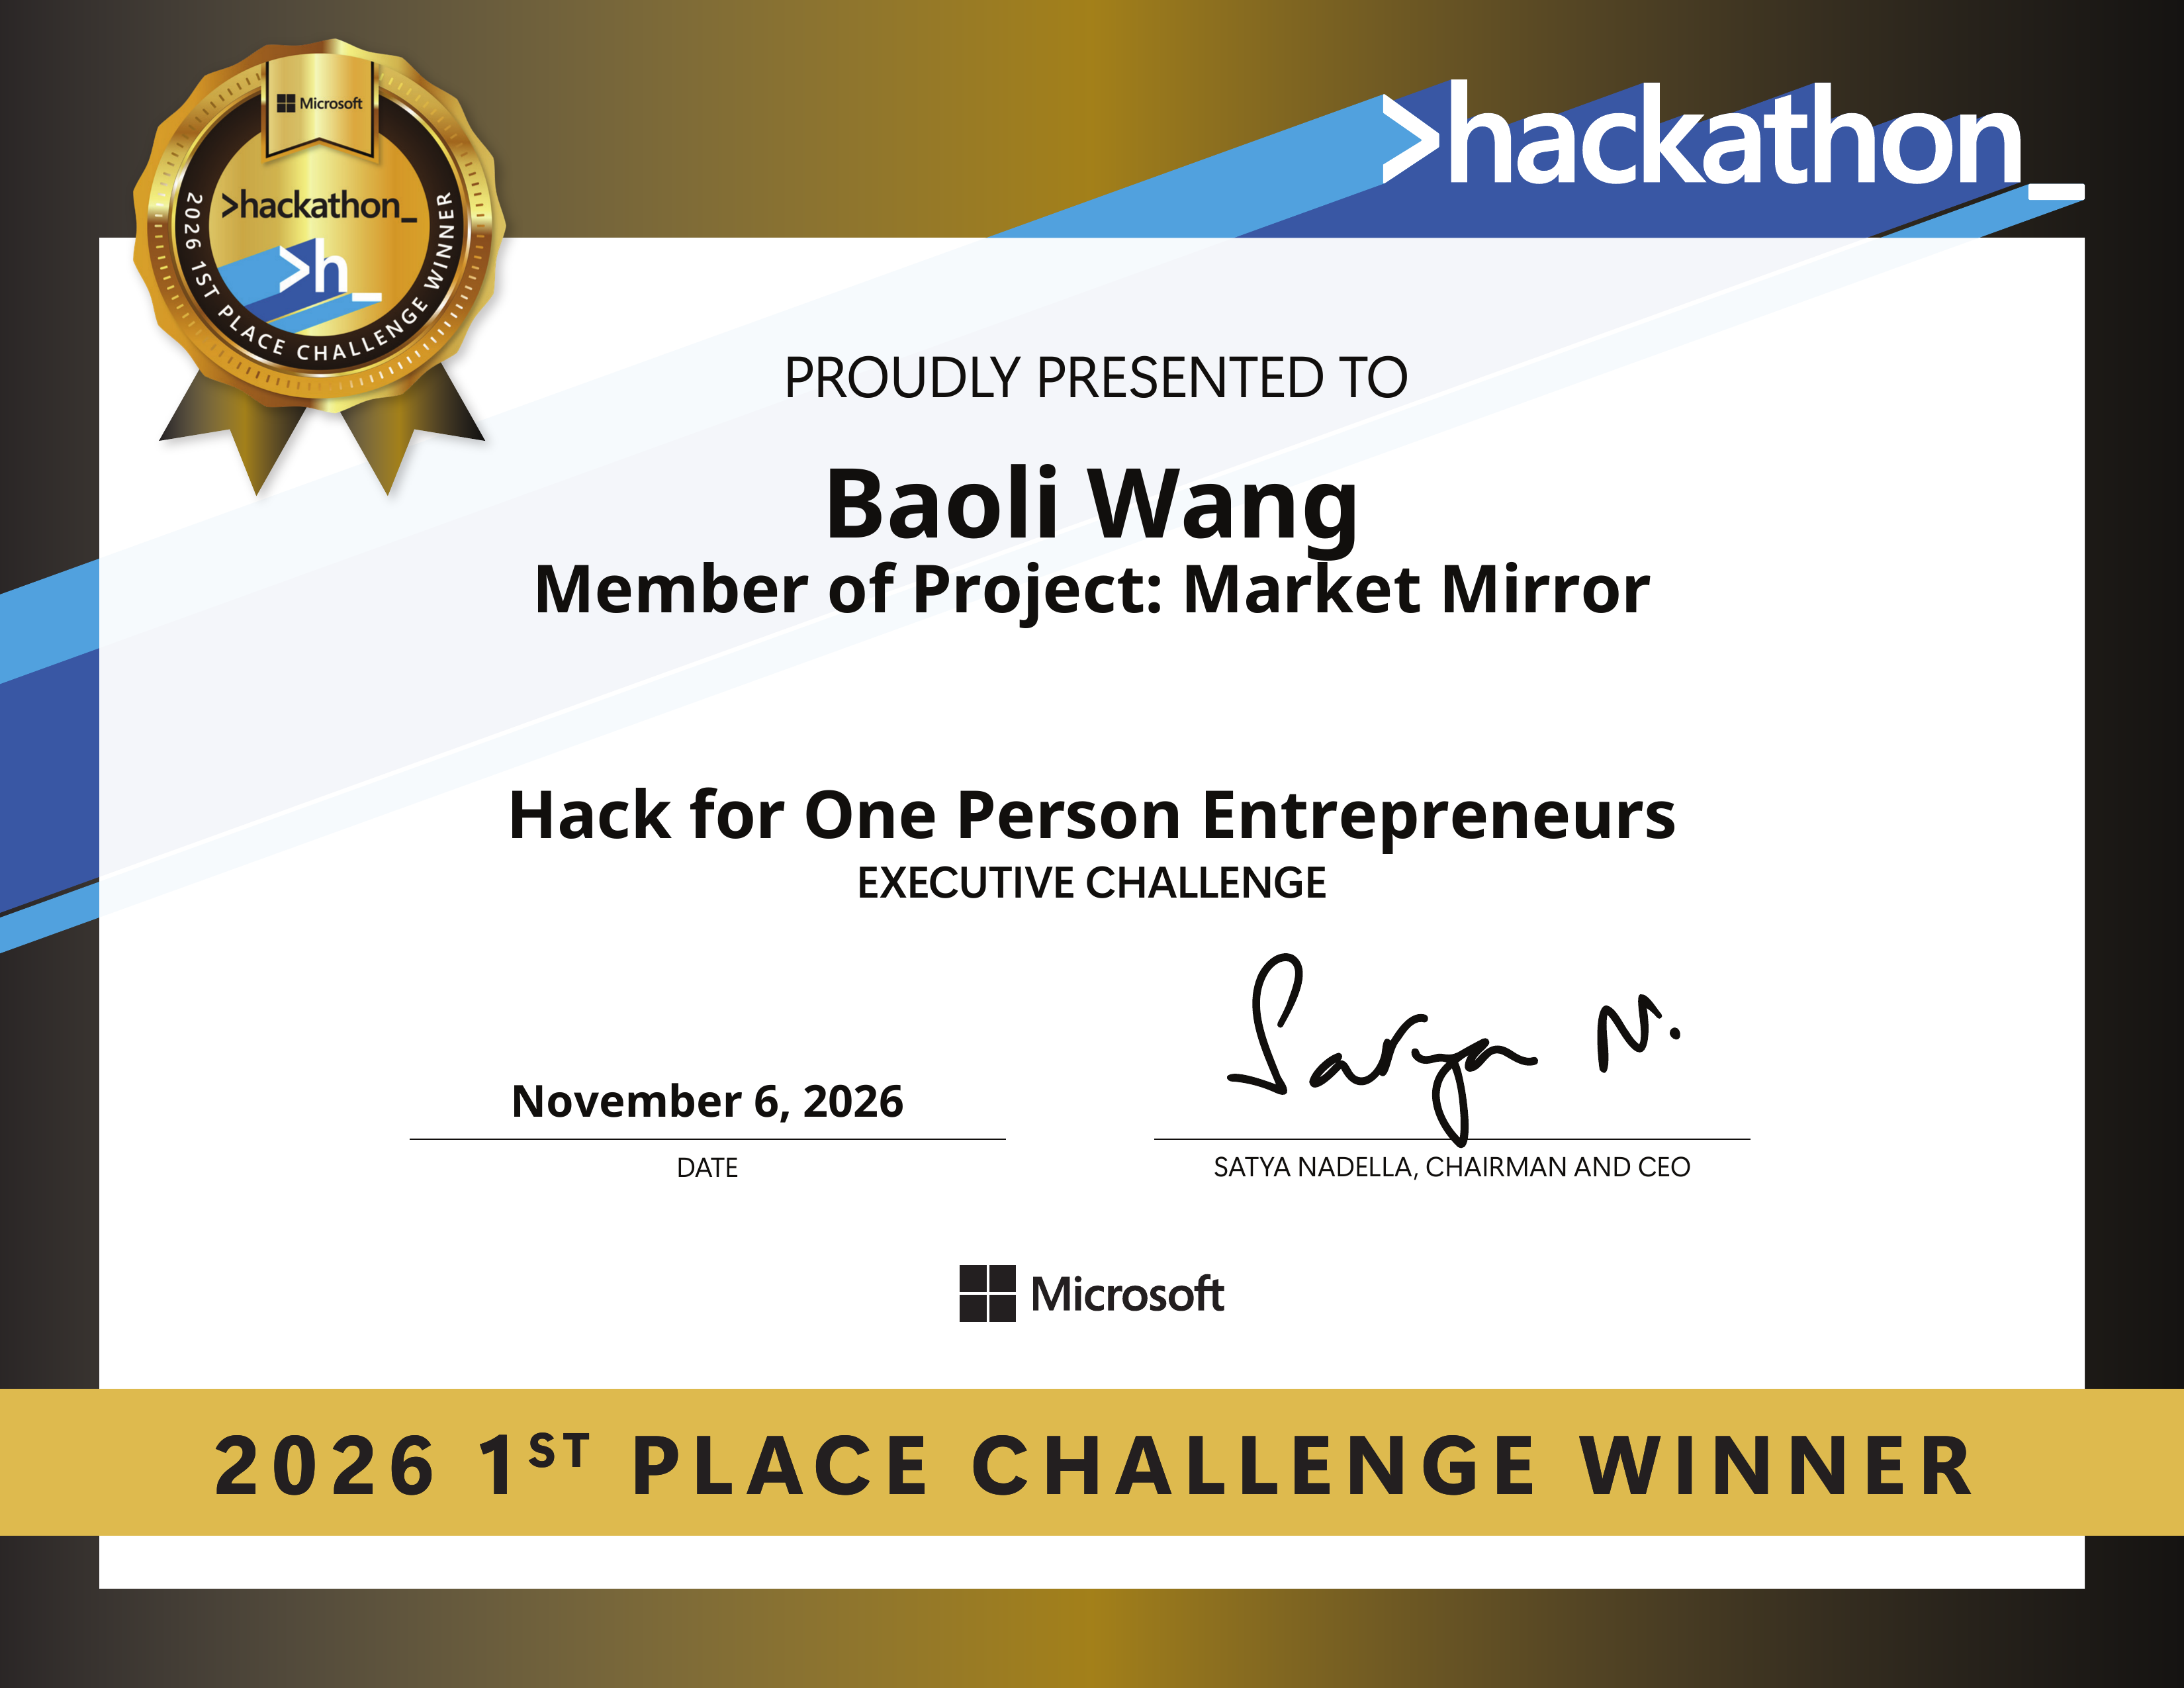 Microsoft
>hackathon_
>h_
2026 1ST PLACE CHALLENGE WINNER
>hackathon_
PROUDLY PRESENTED TO
Baoli Wang
Member of Project: Market Mirror
Hack for One Person Entrepreneurs
EXECUTIVE CHALLENGE
Satya N.
November 6, 2026
DATE
SATYA NADELLA, CHAIRMAN AND CEO
Microsoft
2026 1ST PLACE CHALLENGE WINNER